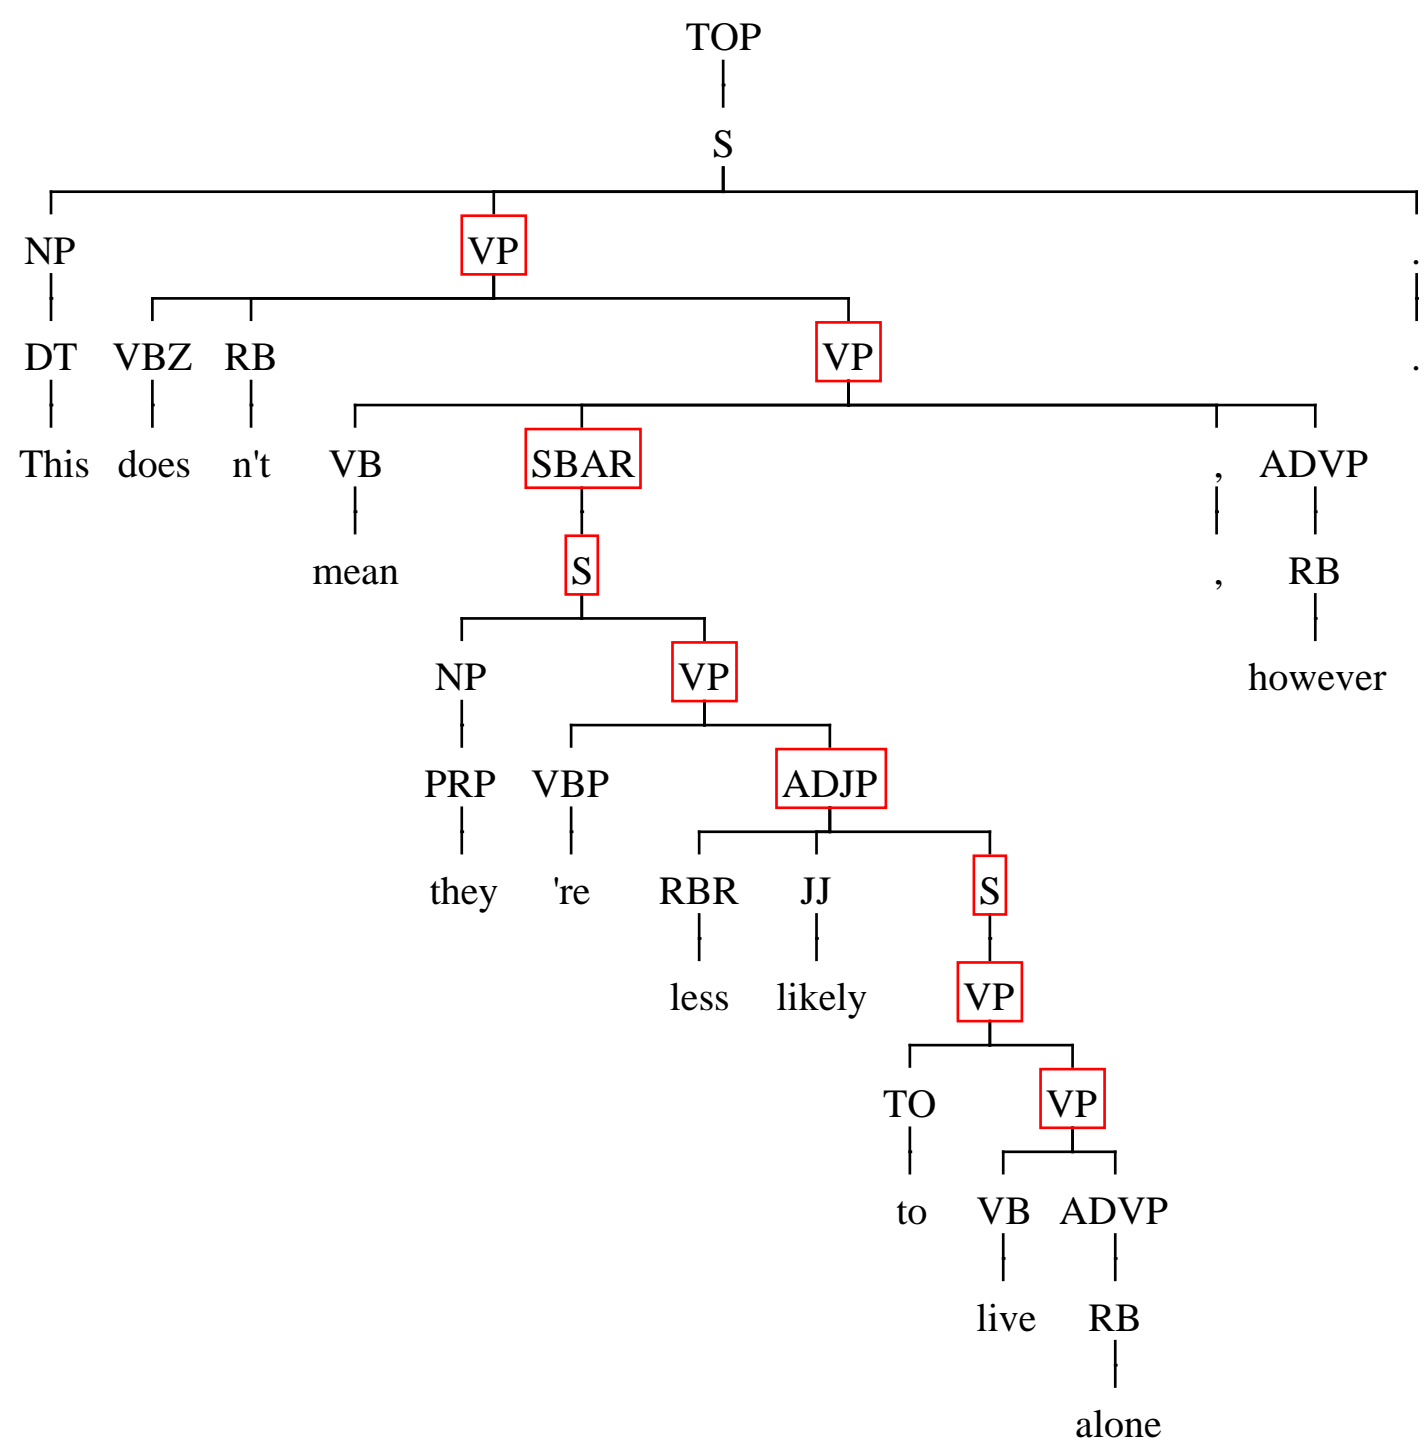 TOP
S
NP VP .
DT VBZ RB VP .
This does n't VB SBAR , ADVP
mean S , RB
NP VP however
PRP VBP ADJP
they 're RBR JJ S
less likely VP
TO VP
to VB ADVP
live RB
alone